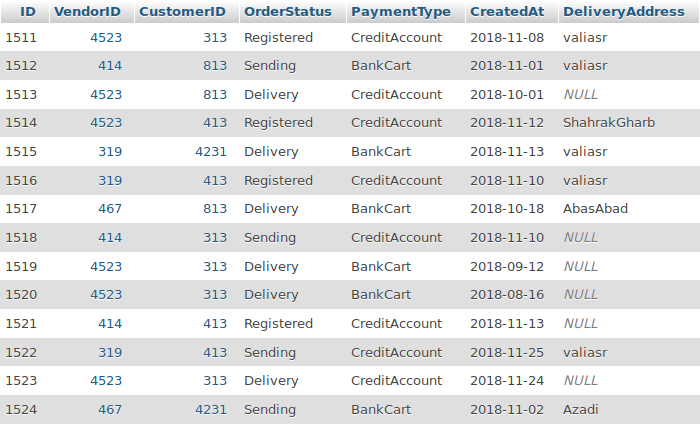 ID VendorID CustomerID OrderStatus PaymentType CreatedAt DeliveryAddress
1511 4523 313 Registered CreditAccount 2018-11-08 valiasr
1512 414 813 Sending BankCart 2018-11-01 valiasr
1513 4523 813 Delivery CreditAccount 2018-10-01 NULL
1514 4523 413 Registered CreditAccount 2018-11-12 ShahrakGharb
1515 319 4231 Delivery BankCart 2018-11-13 valiasr
1516 319 413 Registered CreditAccount 2018-11-10 valiasr
1517 467 813 Delivery BankCart 2018-10-18 AbasAbad
1518 414 313 Sending CreditAccount 2018-11-10 NULL
1519 4523 313 Delivery BankCart 2018-09-12 NULL
1520 4523 313 Delivery BankCart 2018-08-16 NULL
1521 414 413 Registered CreditAccount 2018-11-13 NULL
1522 319 413 Sending CreditAccount 2018-11-25 valiasr
1523 4523 313 Delivery CreditAccount 2018-11-24 NULL
1524 467 4231 Sending BankCart 2018-11-02 Azadi